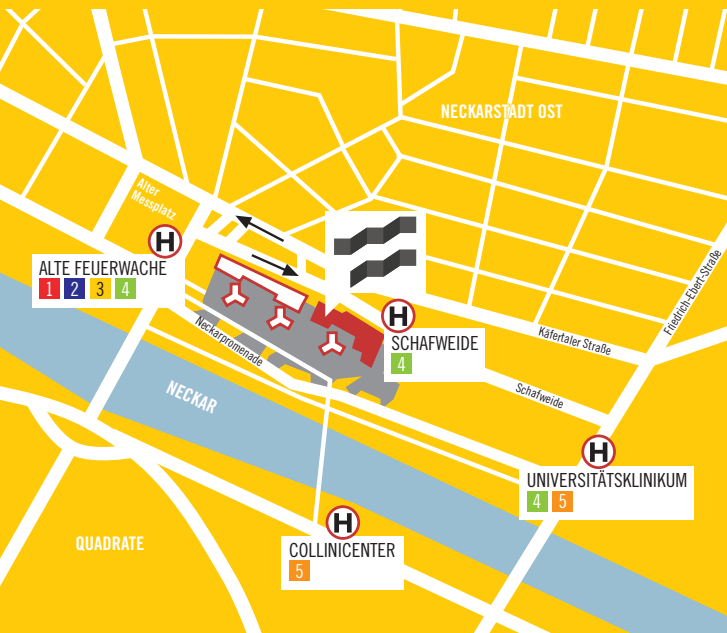 NECKARSTADT OST
Alter
Messplatz
H
ALTE FEUERWACHE
1 2 3 4
Friedrich-Ebert-Straße
H
SCHAFWEIDE
4
Käfertaler Straße
Neckarpromenade
Schafweide
NECKAR
H
UNIVERSITÄTSKLINIKUM
4 5
H
COLLINICENTER
5
QUADRATE